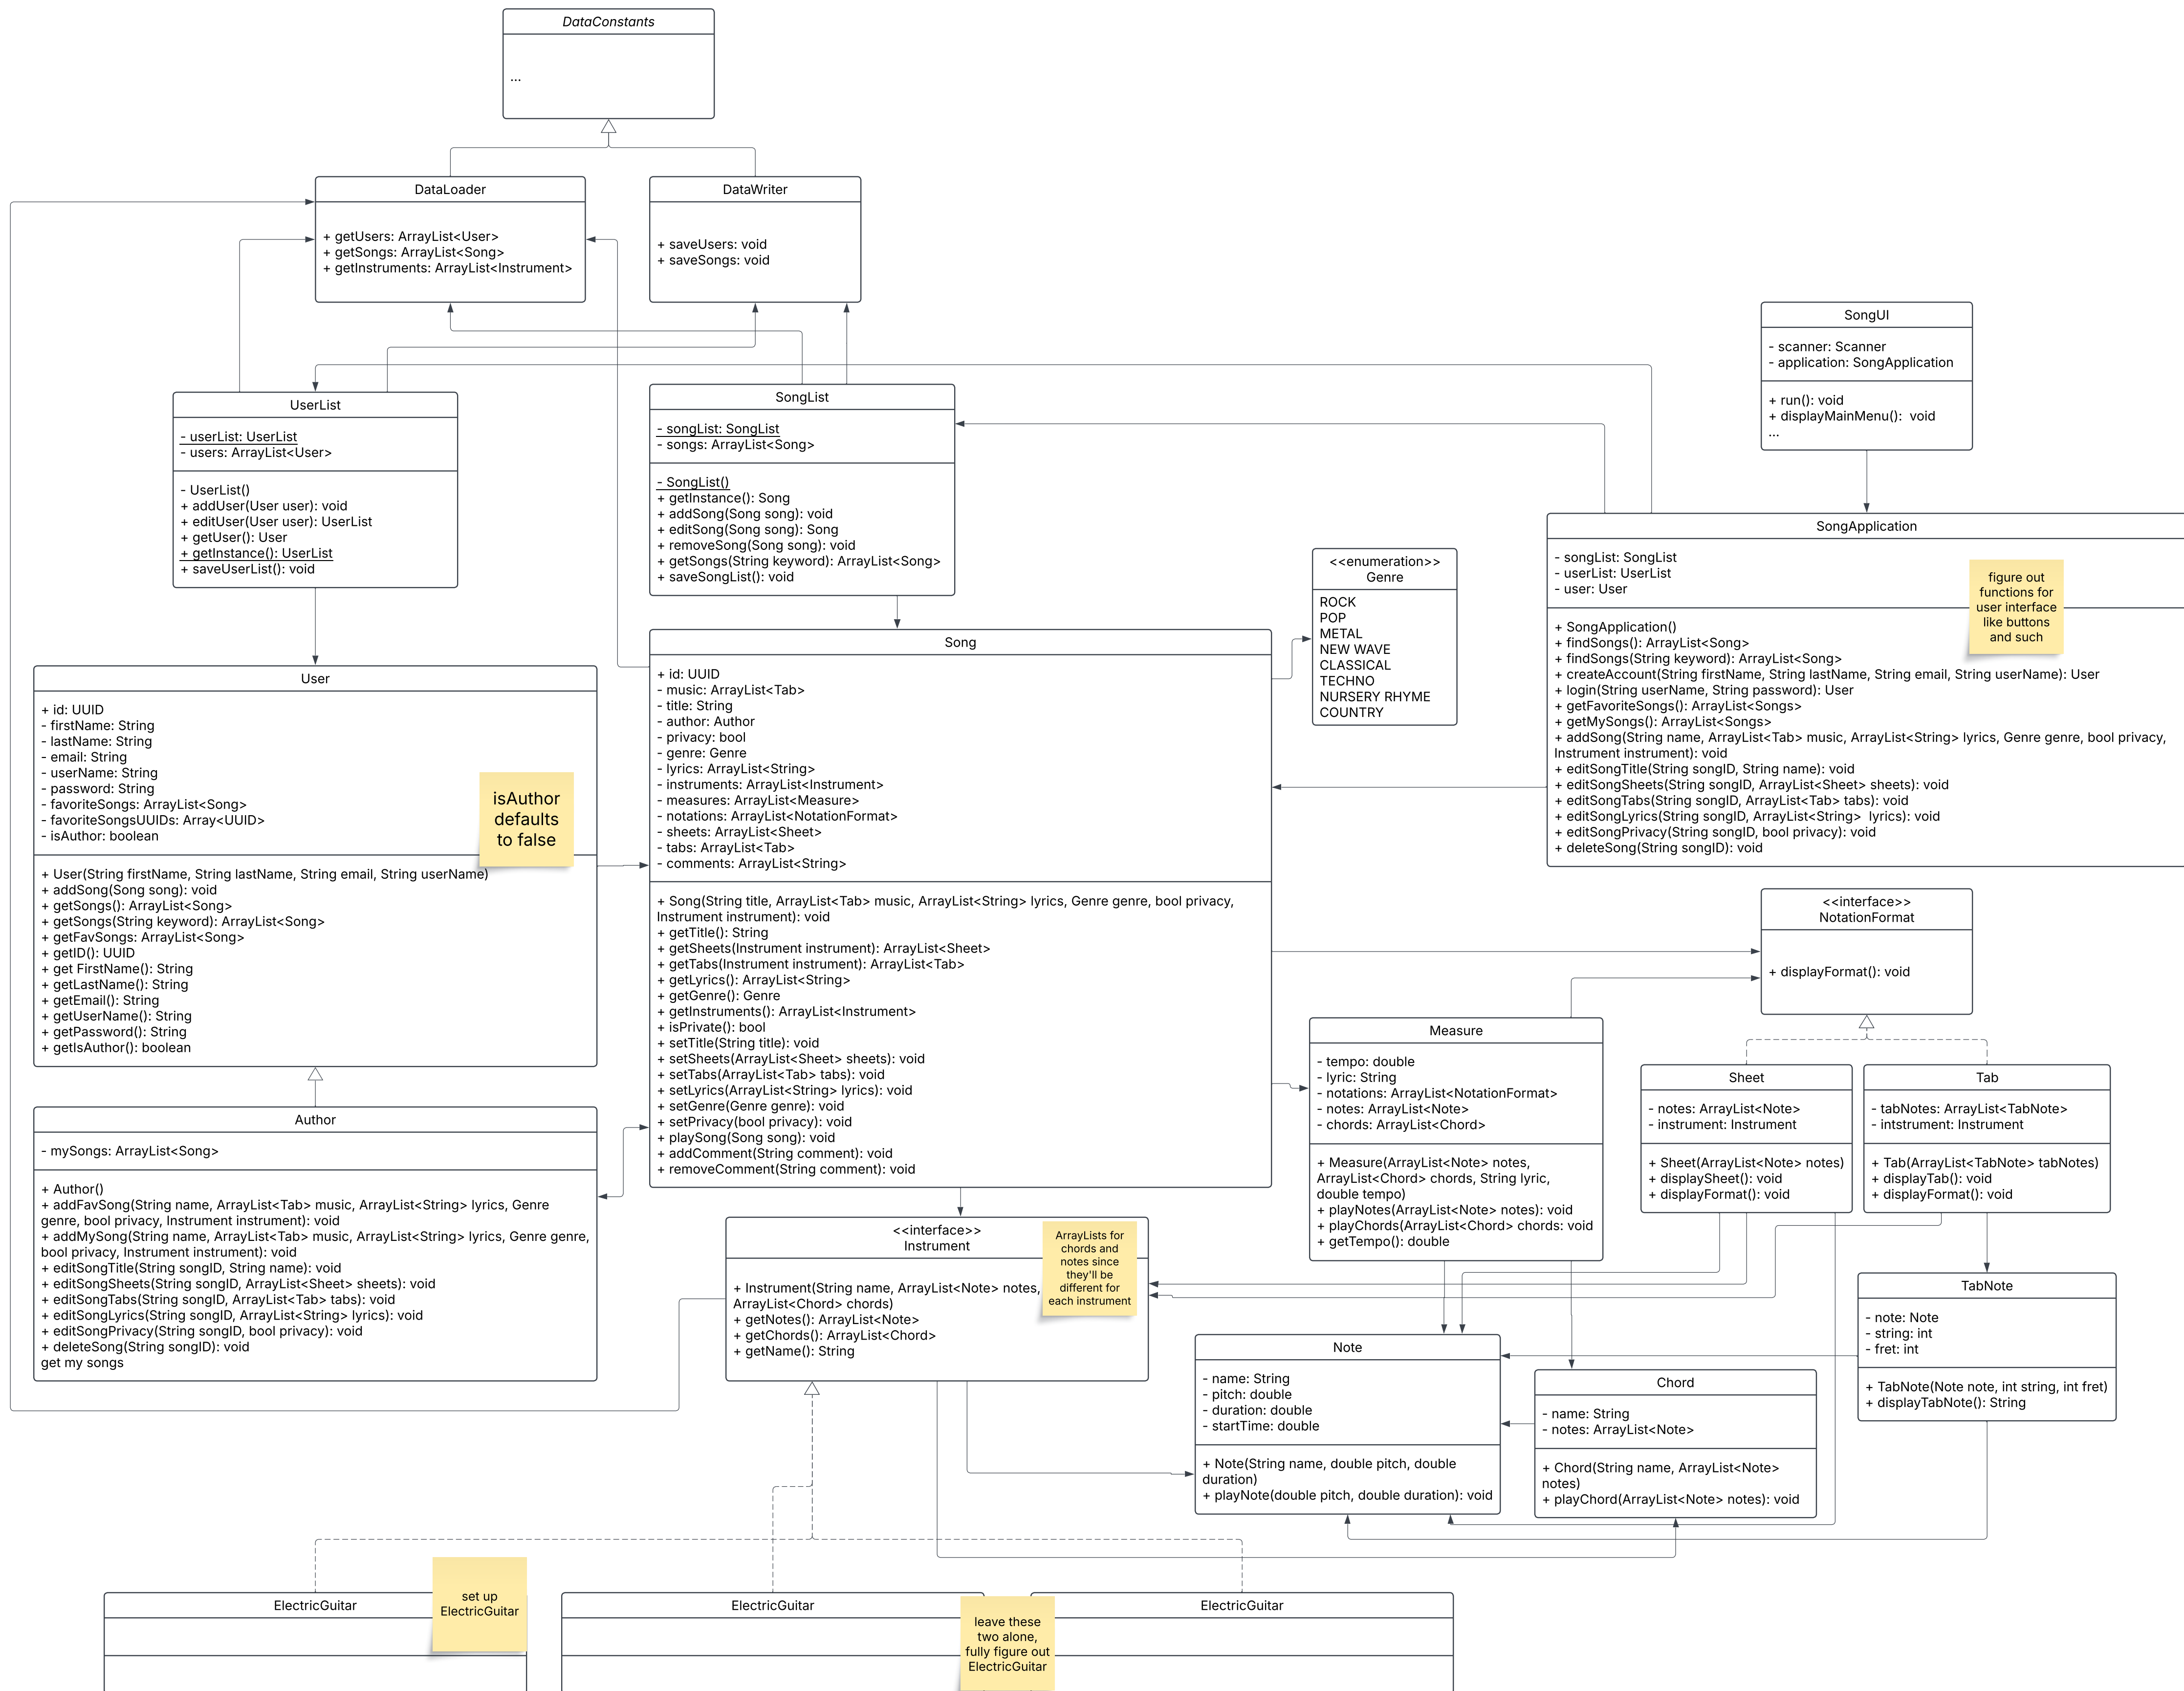 DataConstants
...
DataLoader
+ getUsers: ArrayList<User>
+ getSongs: ArrayList<Song>
+ getInstruments: ArrayList<Instrument>
DataWriter
+ saveUsers: void
+ saveSongs: void
SongUI
- scanner: Scanner
- application: SongApplication
+ run(): void
+ displayMainMenu():  void
...
UserList
- userList: UserList
- users: ArrayList<User>
- UserList()
+ addUser(User user): void
+ editUser(User user): UserList
+ getUser(): User
+ getInstance(): UserList
+ saveUserList(): void
SongList
- songList: SongList
- songs: ArrayList<Song>
- SongList()
+ getInstance(): Song
+ addSong(Song song): void
+ editSong(Song song): Song
+ removeSong(Song song): void
+ getSongs(String keyword): ArrayList<Song>
+ saveSongList(): void
<<enumeration>>
Genre
ROCK
POP
METAL
NEW WAVE
CLASSICAL
TECHNO
NURSERY RHYME
COUNTRY
SongApplication
- songList: SongList
- userList: UserList
- user: User
figure out
functions for
user interface
like buttons
and such
+ SongApplication()
+ findSongs(): ArrayList<Song>
+ findSongs(String keyword): ArrayList<Song>
+ createAccount(String firstName, String lastName, String email, String userName): User
+ login(String userName, String password): User
+ getFavoriteSongs(): ArrayList<Songs>
+ getMySongs(): ArrayList<Songs>
+ addSong(String name, ArrayList<Tab> music, ArrayList<String> lyrics, Genre genre, bool privacy,
Instrument instrument): void
+ editSongTitle(String songID, String name): void
+ editSongSheets(String songID, ArrayList<Sheet> sheets): void
+ editSongTabs(String songID, ArrayList<Tab> tabs): void
+ editSongLyrics(String songID, ArrayList<String>  lyrics): void
+ editSongPrivacy(String songID, bool privacy): void
+ deleteSong(String songID): void
User
+ id: UUID
- firstName: String
- lastName: String
- email: String
- userName: String
- password: String
- favoriteSongs: ArrayList<Song>
- favoriteSongsUUIDs: Array<UUID>
- isAuthor: boolean
isAuthor
defaults
to false
+ User(String firstName, String lastName, String email, String userName)
+ addSong(Song song): void
+ getSongs(): ArrayList<Song>
+ getSongs(String keyword): ArrayList<Song>
+ getFavSongs: ArrayList<Song>
+ getID(): UUID
+ get FirstName(): String
+ getLastName(): String
+ getEmail(): String
+ getUserName(): String
+ getPassword(): String
+ getIsAuthor(): boolean
Song
+ id: UUID
- music: ArrayList<Tab>
- title: String
- author: Author
- privacy: bool
- genre: Genre
- lyrics: ArrayList<String>
- instruments: ArrayList<Instrument>
- measures: ArrayList<Measure>
- notations: ArrayList<NotationFormat>
- sheets: ArrayList<Sheet>
- tabs: ArrayList<Tab>
- comments: ArrayList<String>
+ Song(String title, ArrayList<Tab> music, ArrayList<String> lyrics, Genre genre, bool privacy,
Instrument instrument): void
+ getTitle(): String
+ getSheets(Instrument instrument): ArrayList<Sheet>
+ getTabs(Instrument instrument): ArrayList<Tab>
+ getLyrics(): ArrayList<String>
+ getGenre(): Genre
+ getInstruments(): ArrayList<Instrument>
+ isPrivate(): bool
+ setTitle(String title): void
+ setSheets(ArrayList<Sheet> sheets): void
+ setTabs(ArrayList<Tab> tabs): void
+ setLyrics(ArrayList<String> lyrics): void
+ setGenre(Genre genre): void
+ setPrivacy(bool privacy): void
+ playSong(Song song): void
+ addComment(String comment): void
+ removeComment(String comment): void
<<interface>>
NotationFormat
+ displayFormat(): void
Measure
- tempo: double
- lyric: String
- notations: ArrayList<NotationFormat>
- notes: ArrayList<Note>
- chords: ArrayList<Chord>
+ Measure(ArrayList<Note> notes,
ArrayList<Chord> chords, String lyric,
double tempo)
+ playNotes(ArrayList<Note> notes): void
+ playChords(ArrayList<Chord> chords: void
+ getTempo(): double
Sheet
- notes: ArrayList<Note>
- instrument: Instrument
+ Sheet(ArrayList<Note> notes)
+ displaySheet(): void
+ displayFormat(): void
Tab
- tabNotes: ArrayList<TabNote>
- intstrument: Instrument
+ Tab(ArrayList<TabNote> tabNotes)
+ displayTab(): void
+ displayFormat(): void
Author
- mySongs: ArrayList<Song>
+ Author()
+ addFavSong(String name, ArrayList<Tab> music, ArrayList<String> lyrics, Genre
genre, bool privacy, Instrument instrument): void
+ addMySong(String name, ArrayList<Tab> music, ArrayList<String> lyrics, Genre genre,
bool privacy, Instrument instrument): void
+ editSongTitle(String songID, String name): void
+ editSongSheets(String songID, ArrayList<Sheet> sheets): void
+ editSongTabs(String songID, ArrayList<Tab> tabs): void
+ editSongLyrics(String songID, ArrayList<String> lyrics): void
+ editSongPrivacy(String songID, bool privacy): void
+ deleteSong(String songID): void
get my songs
<<interface>>
Instrument
ArrayLists for
chords and
notes since
they'll be
different for
each instrument
+ Instrument(String name, ArrayList<Note> notes,
ArrayList<Chord> chords)
+ getNotes(): ArrayList<Note>
+ getChords(): ArrayList<Chord>
+ getName(): String
Note
- name: String
- pitch: double
- duration: double
- startTime: double
+ Note(String name, double pitch, double
duration)
+ playNote(double pitch, double duration): void
Chord
- name: String
- notes: ArrayList<Note>
+ Chord(String name, ArrayList<Note>
notes)
+ playChord(ArrayList<Note> notes): void
TabNote
- note: Note
- string: int
- fret: int
+ TabNote(Note note, int string, int fret)
+ displayTabNote(): String
ElectricGuitar
set up
ElectricGuitar
ElectricGuitar
leave these
two alone,
fully figure out
ElectricGuitar
ElectricGuitar